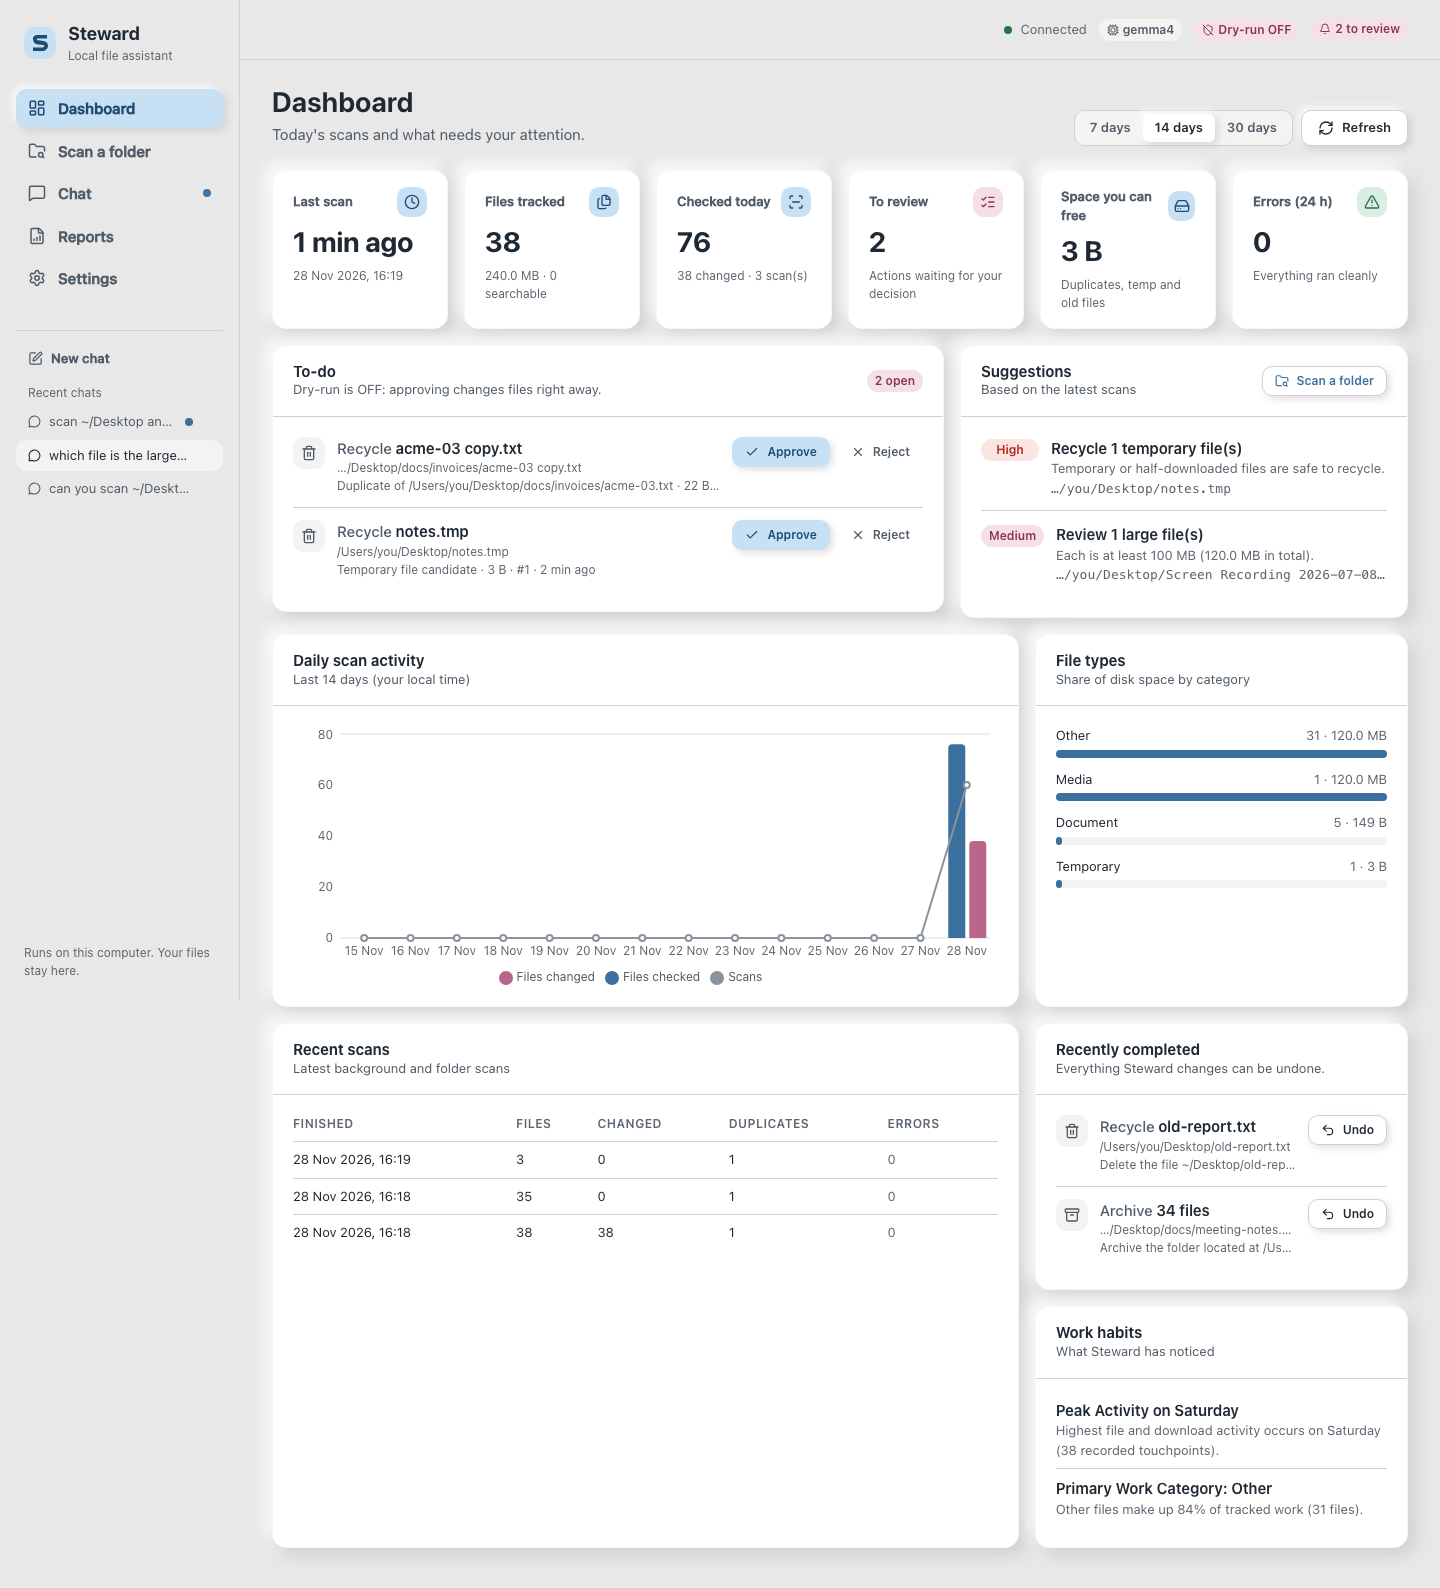 Steward
Local file assistant
Dashboard
Scan a folder
Chat
Reports
Settings
New chat
Recent chats
scan ~/Desktop an...
which file is the large...
can you scan ~/Deskt...
Runs on this computer. Your files
stay here.
Connected
gemma4
Dry-run OFF
2 to review
Dashboard
Today's scans and what needs your attention.
7 days
14 days
30 days
Refresh
Last scan
1 min ago
28 Nov 2026, 16:19
Files tracked
38
240.0 MB · 0
searchable
Checked today
76
38 changed · 3 scan(s)
To review
2
Actions waiting for your
decision
Space you can
free
3 B
Duplicates, temp and
old files
Errors (24 h)
0
Everything ran cleanly
To-do
Dry-run is OFF: approving changes files right away.
2 open
Recycle acme-03 copy.txt
.../Desktop/docs/invoices/acme-03 copy.txt
Duplicate of /Users/you/Desktop/docs/invoices/acme-03.txt · 22 B...
Approve
Reject
Recycle notes.tmp
/Users/you/Desktop/notes.tmp
Temporary file candidate · 3 B · #1 · 2 min ago
Approve
Reject
Suggestions
Based on the latest scans
Scan a folder
High
Recycle 1 temporary file(s)
Temporary or half-downloaded files are safe to recycle.
…/you/Desktop/notes.tmp
Medium
Review 1 large file(s)
Each is at least 100 MB (120.0 MB in total).
…/you/Desktop/Screen Recording 2026-07-08…
Daily scan activity
Last 14 days (your local time)
80
60
40
20
0
15 Nov 16 Nov 17 Nov 18 Nov 19 Nov 20 Nov 21 Nov 22 Nov 23 Nov 24 Nov 25 Nov 26 Nov 27 Nov 28 Nov
Files changed Files checked Scans
File types
Share of disk space by category
Other 31 · 120.0 MB
Media 1 · 120.0 MB
Document 5 · 149 B
Temporary 1 · 3 B
Recent scans
Latest background and folder scans
FINISHED FILES CHANGED DUPLICATES ERRORS
28 Nov 2026, 16:19 3 0 1 0
28 Nov 2026, 16:18 35 0 1 0
28 Nov 2026, 16:18 38 38 1 0
Recently completed
Everything Steward changes can be undone.
Recycle old-report.txt
/Users/you/Desktop/old-report.txt
Delete the file ~/Desktop/old-rep...
Undo
Archive 34 files
.../Desktop/docs/meeting-notes....
Archive the folder located at /Us...
Undo
Work habits
What Steward has noticed
Peak Activity on Saturday
Highest file and download activity occurs on Saturday
(38 recorded touchpoints).
Primary Work Category: Other
Other files make up 84% of tracked work (31 files).